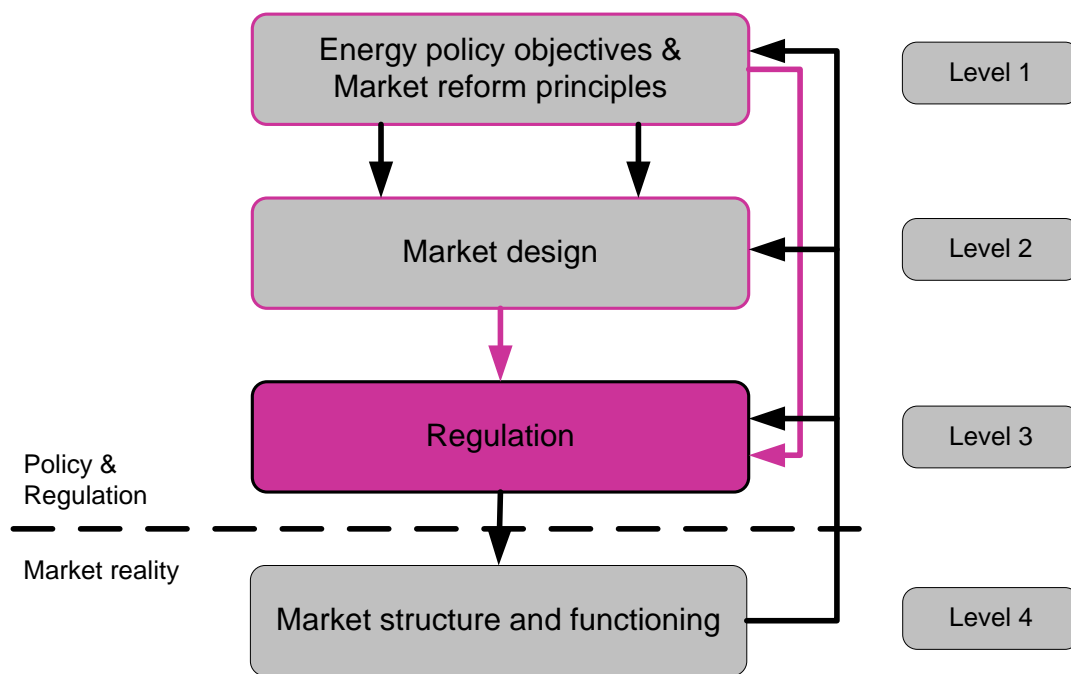 Energy policy objectives &
Market reform principles
Level 1
Market design
Level 2
Regulation
Level 3
Policy &
Regulation
Market reality
Market structure and functioning
Level 4